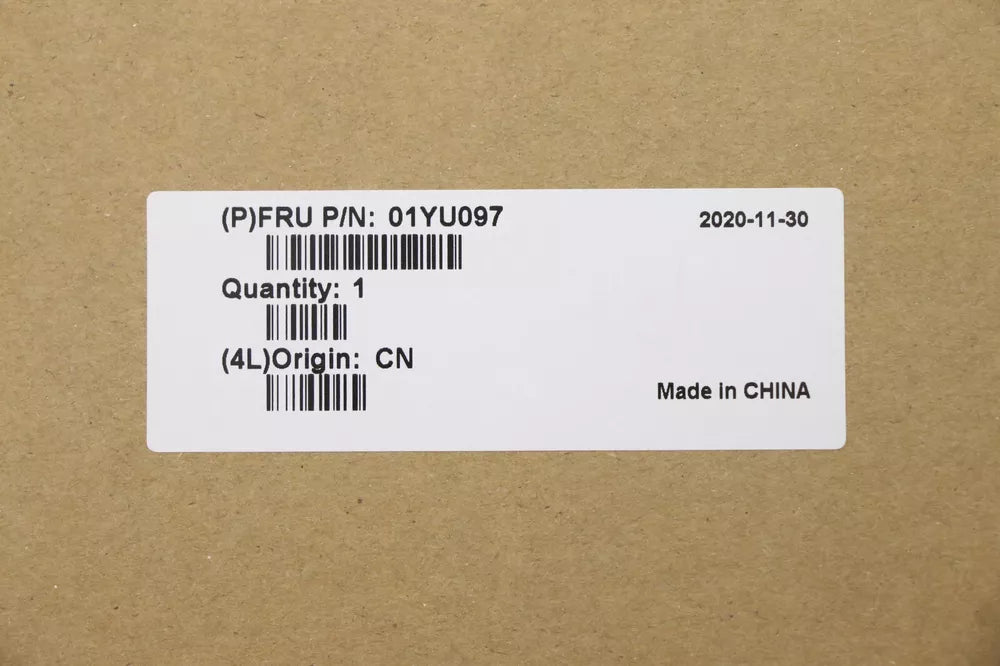 (P)FRU P/N: 01YU097
2020-11-30
Quantity: 1
(4L)Origin: CN
Made in CHINA